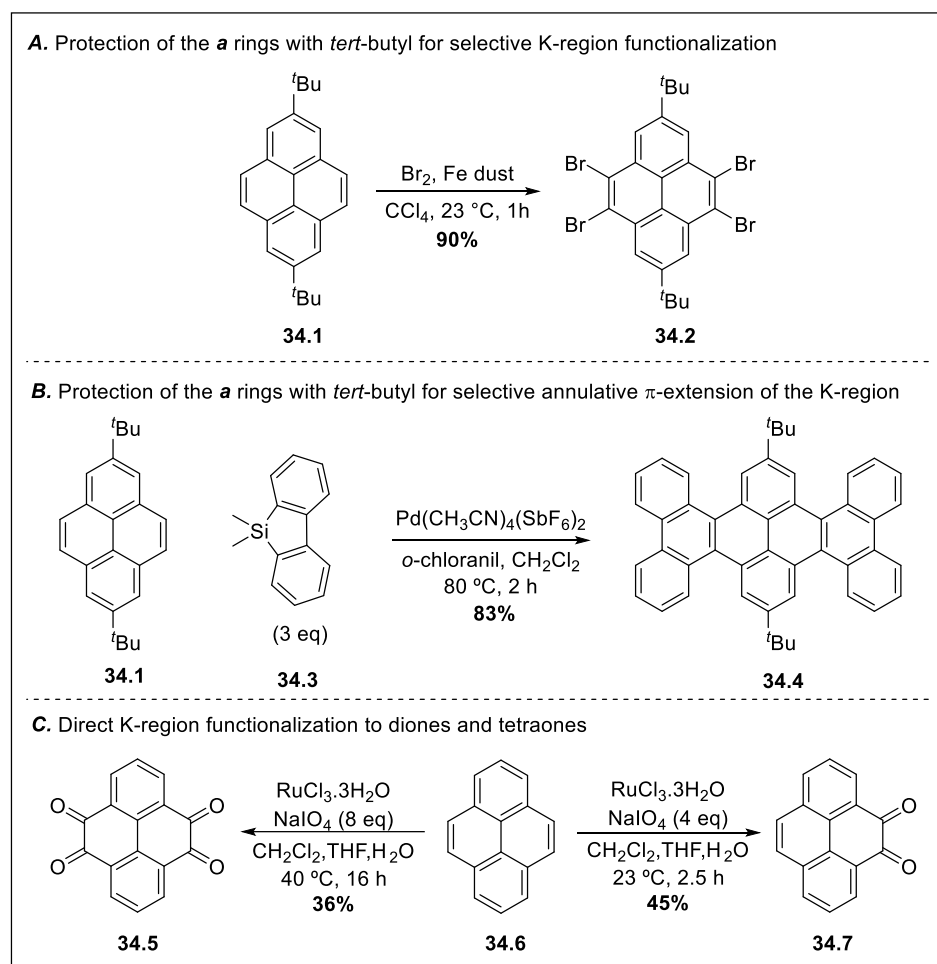 A. Protection of the a rings with tert-butyl for selective K-region functionalization
tBu
tBu
Br
Br
Br
Br
Br2, Fe dust
CCl4, 23 °C, 1h
90%
tBu
tBu
34.1
34.2
B. Protection of the a rings with tert-butyl for selective annulative π-extension of the K-region
tBu
tBu
Si
Pd(CH3CN)4(SbF6)2
o-chloranil, CH2Cl2
80 ºC, 2 h
83%
(3 eq)
tBu
tBu
34.1
34.3
34.4
C. Direct K-region functionalization to diones and tetraones
O
O
O
O
RuCl3.3H2O
NaIO4 (8 eq)
CH2Cl2,THF,H2O
40 ºC, 16 h
36%
RuCl3.3H2O
NaIO4 (4 eq)
CH2Cl2,THF,H2O
23 ºC, 2.5 h
45%
O
O
34.5
34.6
34.7